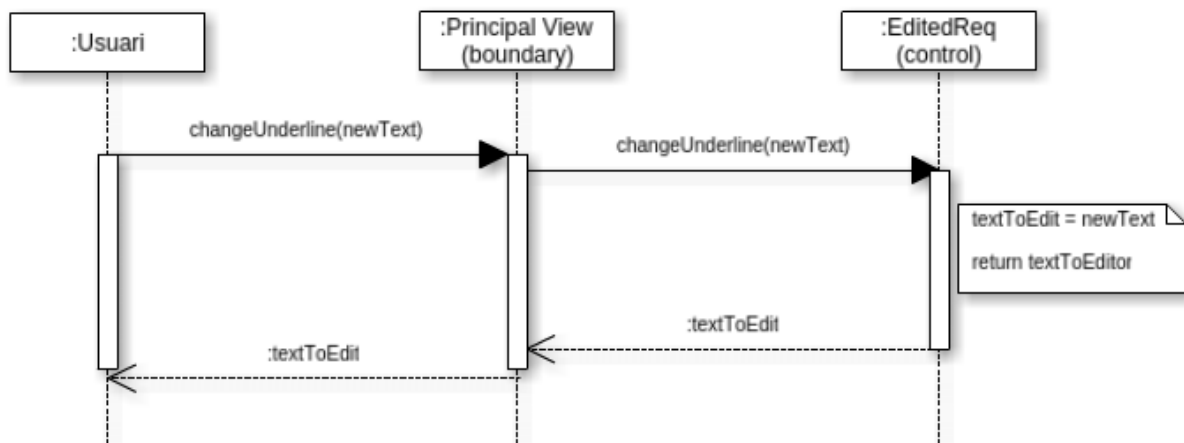 :Usuari
:Principal View
(boundary)
:EditedReq
(control)
changeUnderline(newText)
changeUnderline(newText)
textToEdit = newText
return textToEditor
:textToEdit
:textToEdit